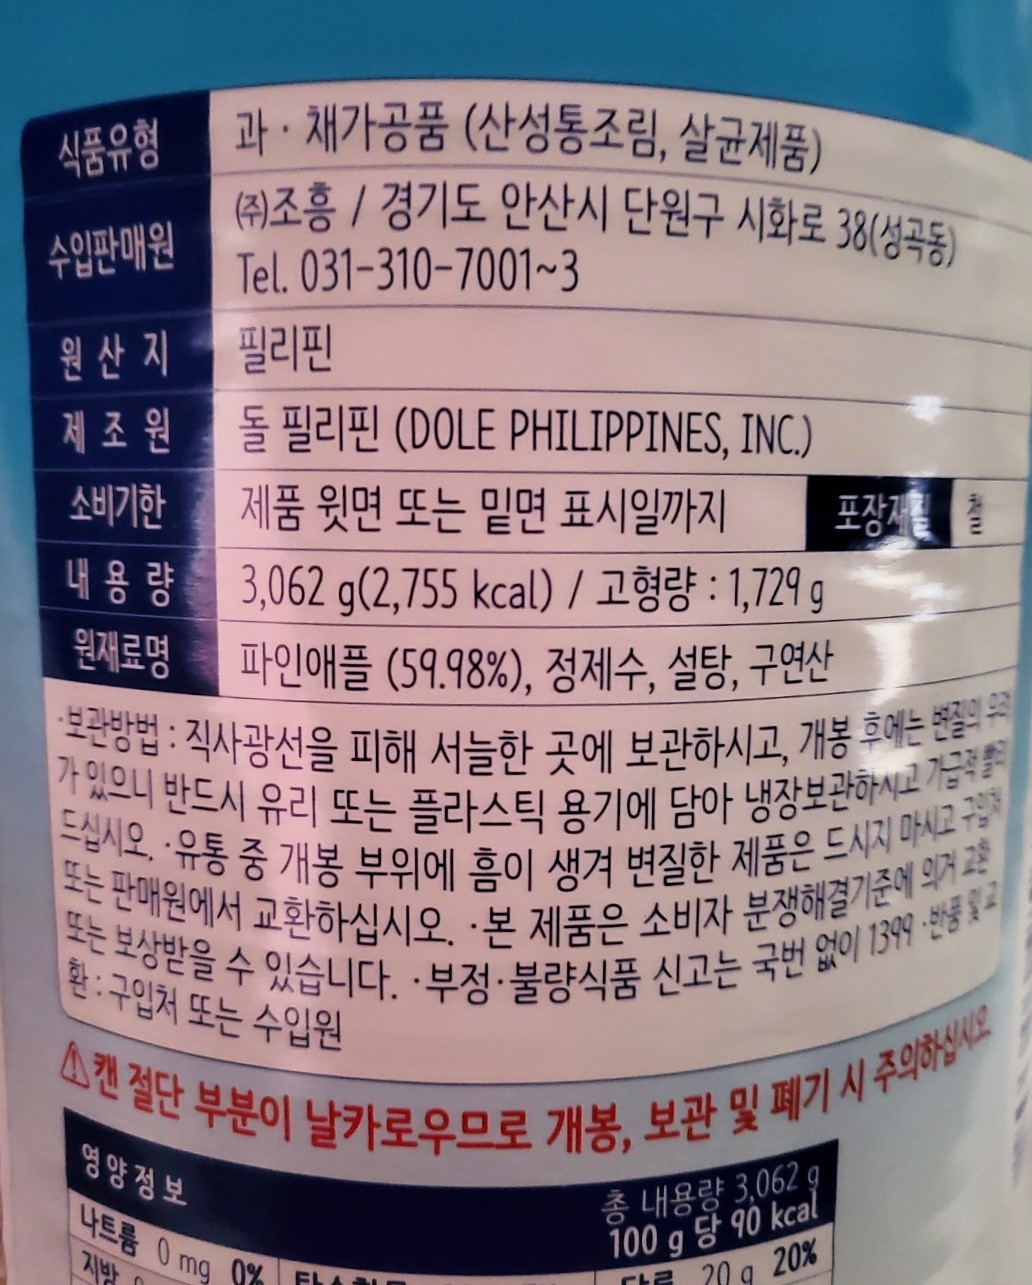 식품유형 과·채가공품 (산성통조림, 살균제품)
수입판매원 ㈜조흥 / 경기도 안산시 단원구 시화로 38(성곡동)
Tel. 031-310-7001~3
원산지 필리핀
제조원 돌 필리핀 (DOLE PHILIPPINES, INC.)
소비기한 제품 윗면 또는 밑면 표시일까지 포장재질 철
내용량 3,062 g(2,755 kcal) / 고형량 : 1,729 g
원재료명 파인애플 (59.98%), 정제수, 설탕, 구연산
·보관방법 : 직사광선을 피해 서늘한 곳에 보관하시고, 개봉 후에는 변질의 우려
가 있으니 반드시 유리 또는 플라스틱 용기에 담아 냉장보관하시고 가급적 빨리
드십시오. ·유통 중 개봉 부위에 흠이 생겨 변질한 제품은 드시지 마시고 구입처
또는 판매원에서 교환하십시오. ·본 제품은 소비자 분쟁해결기준에 의거 교환
또는 보상받을 수 있습니다. ·부정·불량식품 신고는 국번 없이 1399 ·반품 및 교
환 : 구입처 또는 수입원
⚠캔 절단 부분이 날카로우므로 개봉, 보관 및 폐기 시 주의하십시오.
영양정보 총 내용량 3,062 g
100 g 당 90 kcal
나트륨 0 mg 0% 당류 20 g 20%
지방